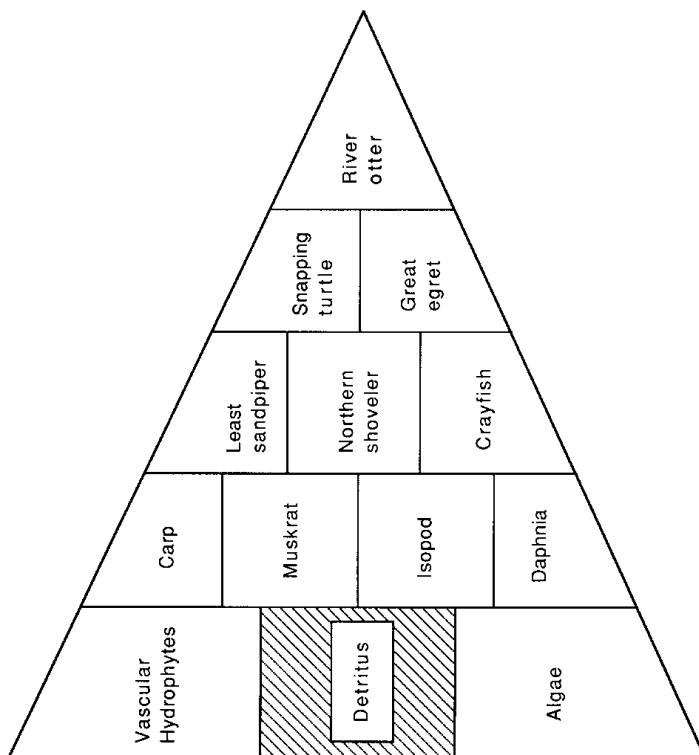 River
otter
Snapping
turtle
Great
egret
Least
sandpiper
Northern
shoveler
Crayfish
Carp
Muskrat
Isopod
Daphnia
Vascular
Hydrophytes
Detritus
Algae